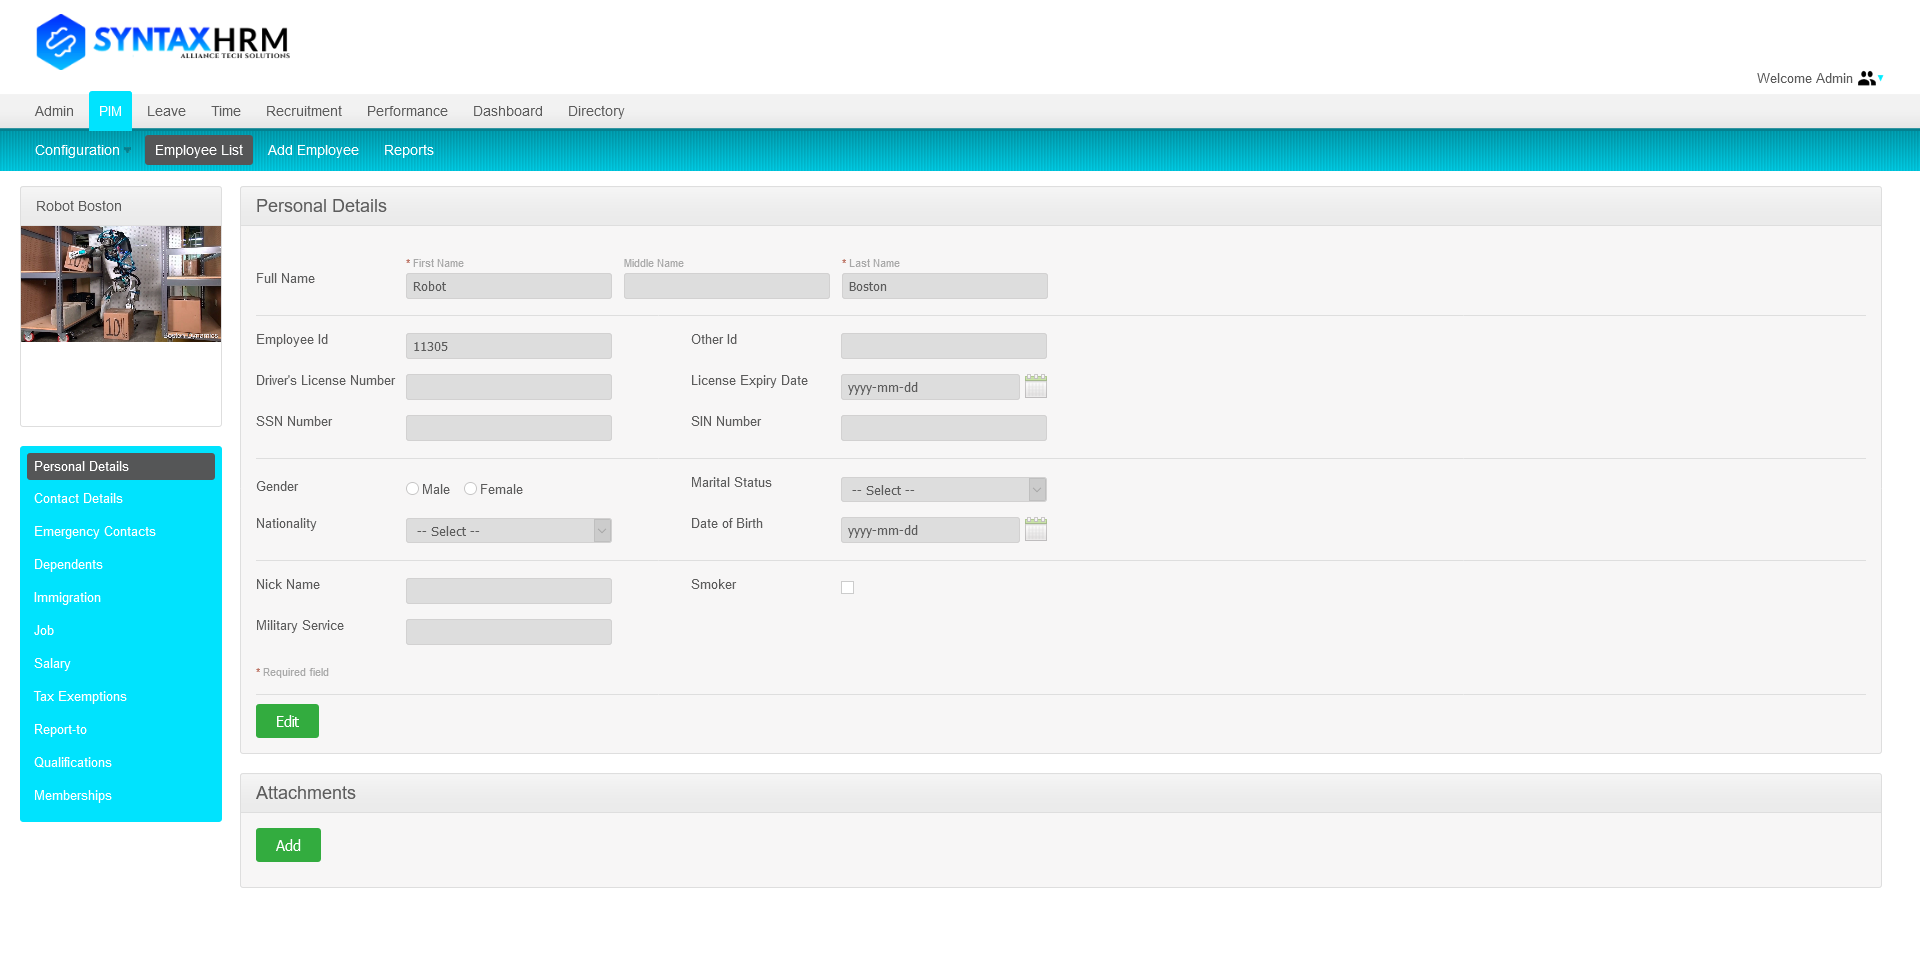 SYNTAXHRM
ALLIANCE TECH SOLUTIONS
Welcome Admin
Admin PIM Leave Time Recruitment Performance Dashboard Directory
Configuration Employee List Add Employee Reports
Robot Boston
Personal Details
Contact Details
Emergency Contacts
Dependents
Immigration
Job
Salary
Tax Exemptions
Report-to
Qualifications
Memberships
Personal Details
* First Name Middle Name * Last Name
Full Name Robot Boston
Employee Id 11305 Other Id
Driver's License Number License Expiry Date yyyy-mm-dd
SSN Number SIN Number
Gender Male Female Marital Status -- Select --
Nationality -- Select -- Date of Birth yyyy-mm-dd
Nick Name Smoker
Military Service
* Required field
Edit
Attachments
Add